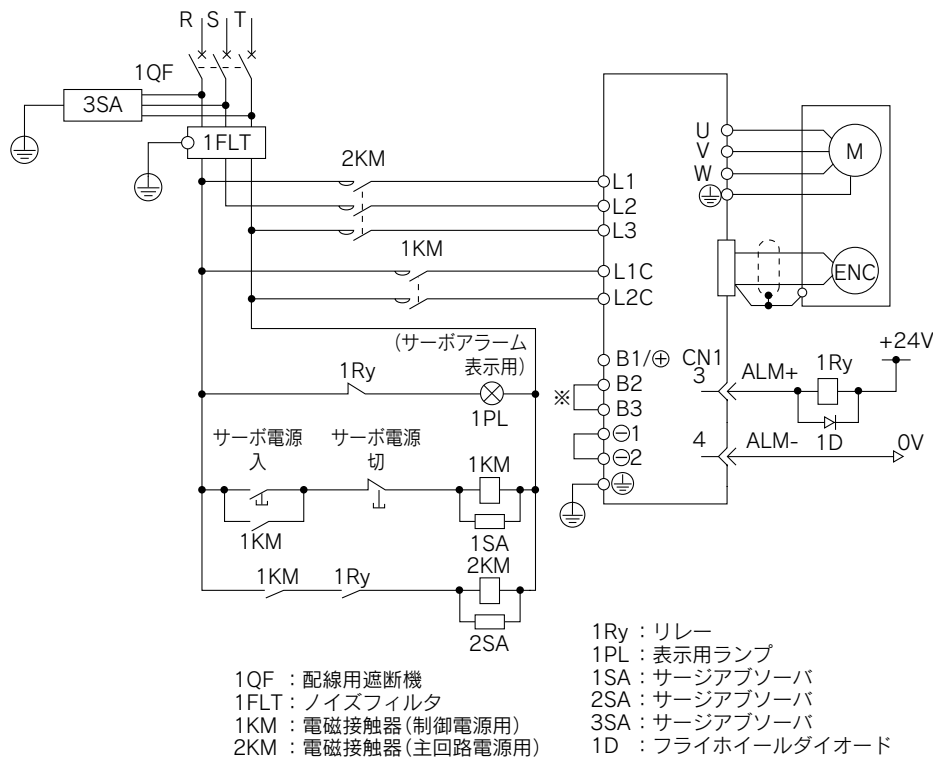 R S T
1QF
3SA
1FLT
2KM
L1
L2
L3
1KM
L1C
L2C
U
V
W
M
ENC
(サーボアラーム
表示用)
1Ry
1PL
B1/⊕
※
B2
B3
⊖1
⊖2
CN1
3
ALM+
1Ry
+24V
1D
4
ALM-
0V
サーボ電源
入
サーボ電源
切
1KM
1KM
1SA
1KM
1Ry
2KM
2SA
1QF : 配線用遮断機
1FLT : ノイズフィルタ
1KM : 電磁接触器(制御電源用)
2KM : 電磁接触器(主回路電源用)
1Ry : リレー
1PL : 表示用ランプ
1SA : サージアブソーバ
2SA : サージアブソーバ
3SA : サージアブソーバ
1D : フライホイールダイオード